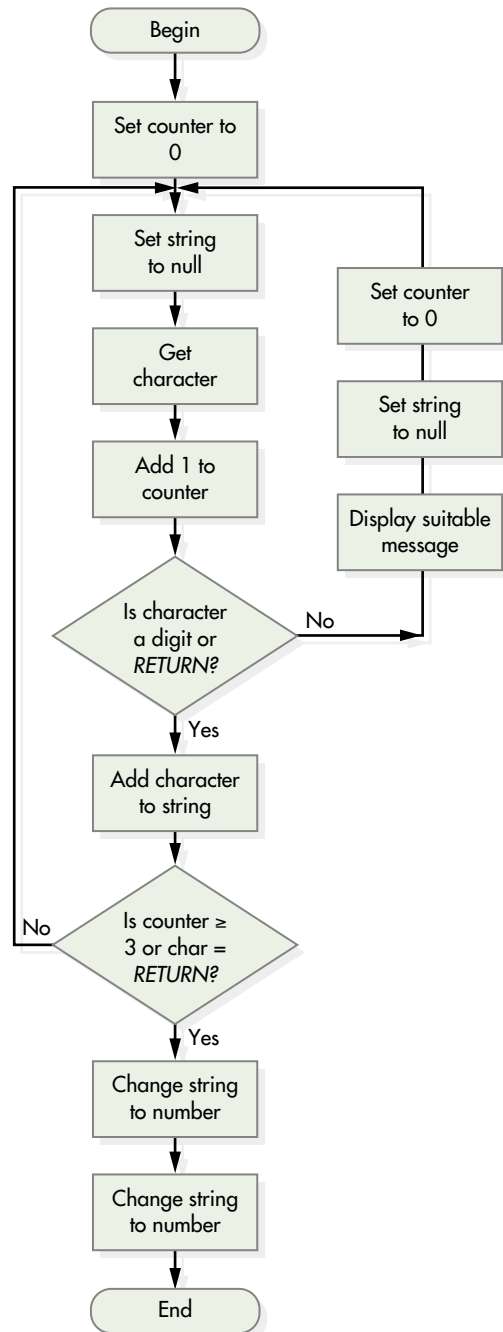 Begin
Set counter to
0
Set string
to null
Get
character
Add 1 to
counter
Is character
a digit or
RETURN?
No
Yes
Set counter
to 0
Set string
to null
Display suitable
message
Add character
to string
Is counter ≥
3 or char =
RETURN?
No
Yes
Change string
to number
Change string
to number
End